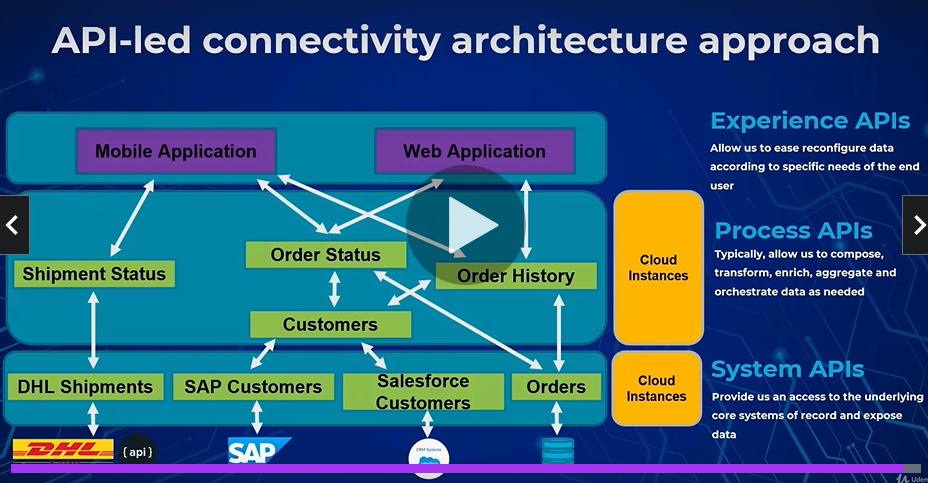 API-led connectivity architecture approach
Experience APIs
Allow us to ease reconfigure data
according to specific needs of the end
user
Mobile Application
Web Application
Process APIs
Typically, allow us to compose,
transform, enrich, aggregate and
orchestrate data as needed
Order Status
Shipment Status
Order History
Cloud
Instances
Customers
System APIs
Provide us an access to the underlying
core systems of record and expose
data
DHL Shipments
SAP Customers
Salesforce
Customers
Orders
Cloud
Instances
DHL
{ api }
SAP
CRM Systems